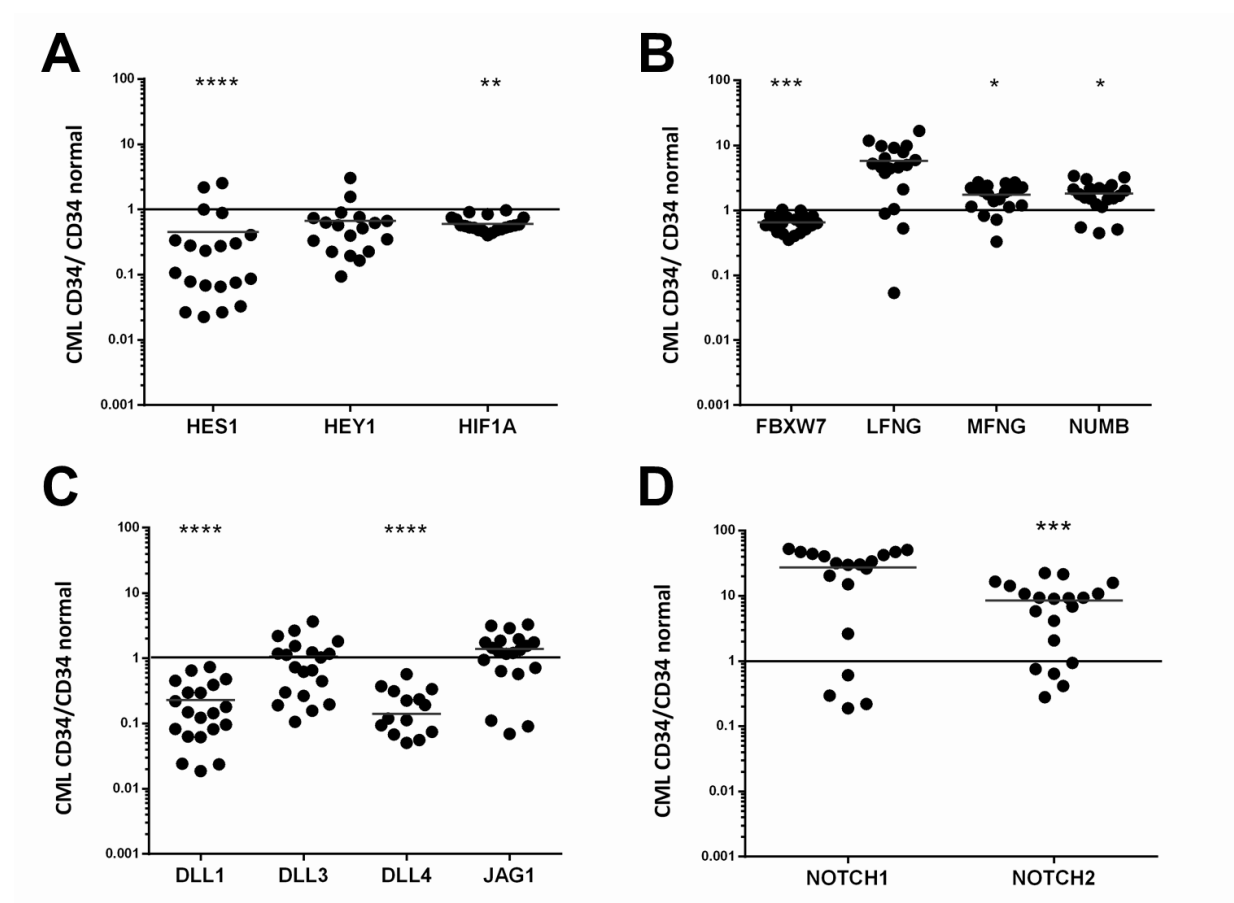 A
CML CD34/ CD34 normal
100
10
1
0.1
0.01
0.001
****
**
HES1
HEY1
HIF1A
B
CML CD34/ CD34 normal
100
10
1
0.1
0.01
0.001
***
*
*
FBXW7
LFNG
MFNG
NUMB
C
CML CD34/CD34 normal
100
10
1
0.1
0.01
0.001
****
****
DLL1
DLL3
DLL4
JAG1
D
CML CD34/CD34 normal
100
10
1
0.1
0.01
0.001
***
NOTCH1
NOTCH2